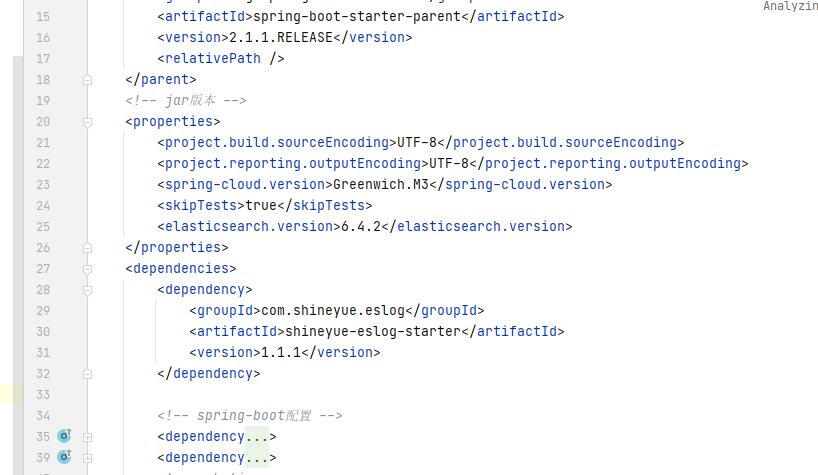 Analyzin
15 <artifactId>spring-boot-starter-parent</artifactId>
16 <version>2.1.1.RELEASE</version>
17 <relativePath />
18 </parent>
19 <!-- jar版本 -->
20 <properties>
21 <project.build.sourceEncoding>UTF-8</project.build.sourceEncoding>
22 <project.reporting.outputEncoding>UTF-8</project.reporting.outputEncoding>
23 <spring-cloud.version>Greenwich.M3</spring-cloud.version>
24 <skipTests>true</skipTests>
25 <elasticsearch.version>6.4.2</elasticsearch.version>
26 </properties>
27 <dependencies>
28 <dependency>
29 <groupId>com.shineyue.eslog</groupId>
30 <artifactId>shineyue-eslog-starter</artifactId>
31 <version>1.1.1</version>
32 </dependency>
33
34 <!-- spring-boot配置 -->
35 <dependency...>
39 <dependency...>